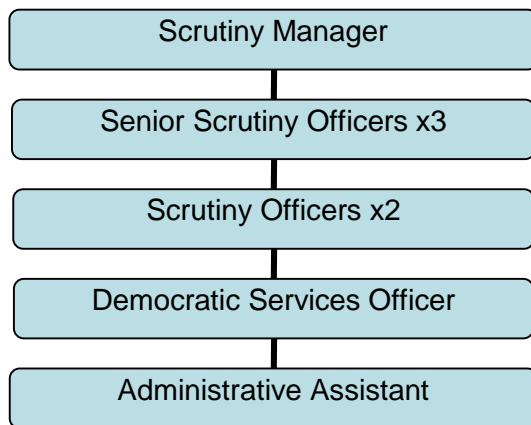 Scrutiny Manager
Senior Scrutiny Officers x3
Scrutiny Officers x2
Democratic Services Officer
Administrative Assistant